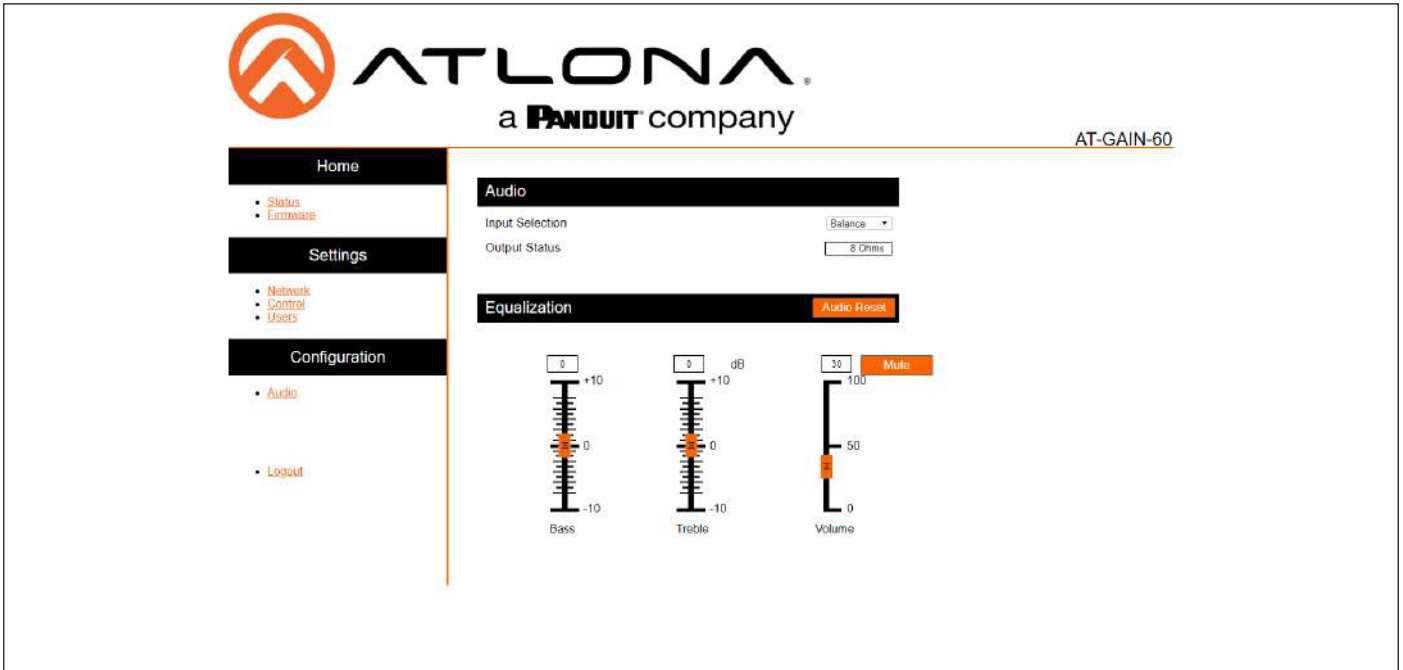 ATLONA.
a PANDUIT company
AT-GAIN-60
Home
Status
Firmware
Settings
Network
Control
Users
Configuration
Audio
Logout
Audio
Input Selection Balance
Output Status 8 Ohms
Equalization Audio Reset
0 0 dB 30 Mute
+10 +10 100
0 0 50
-10 -10 0
Bass Treble Volume